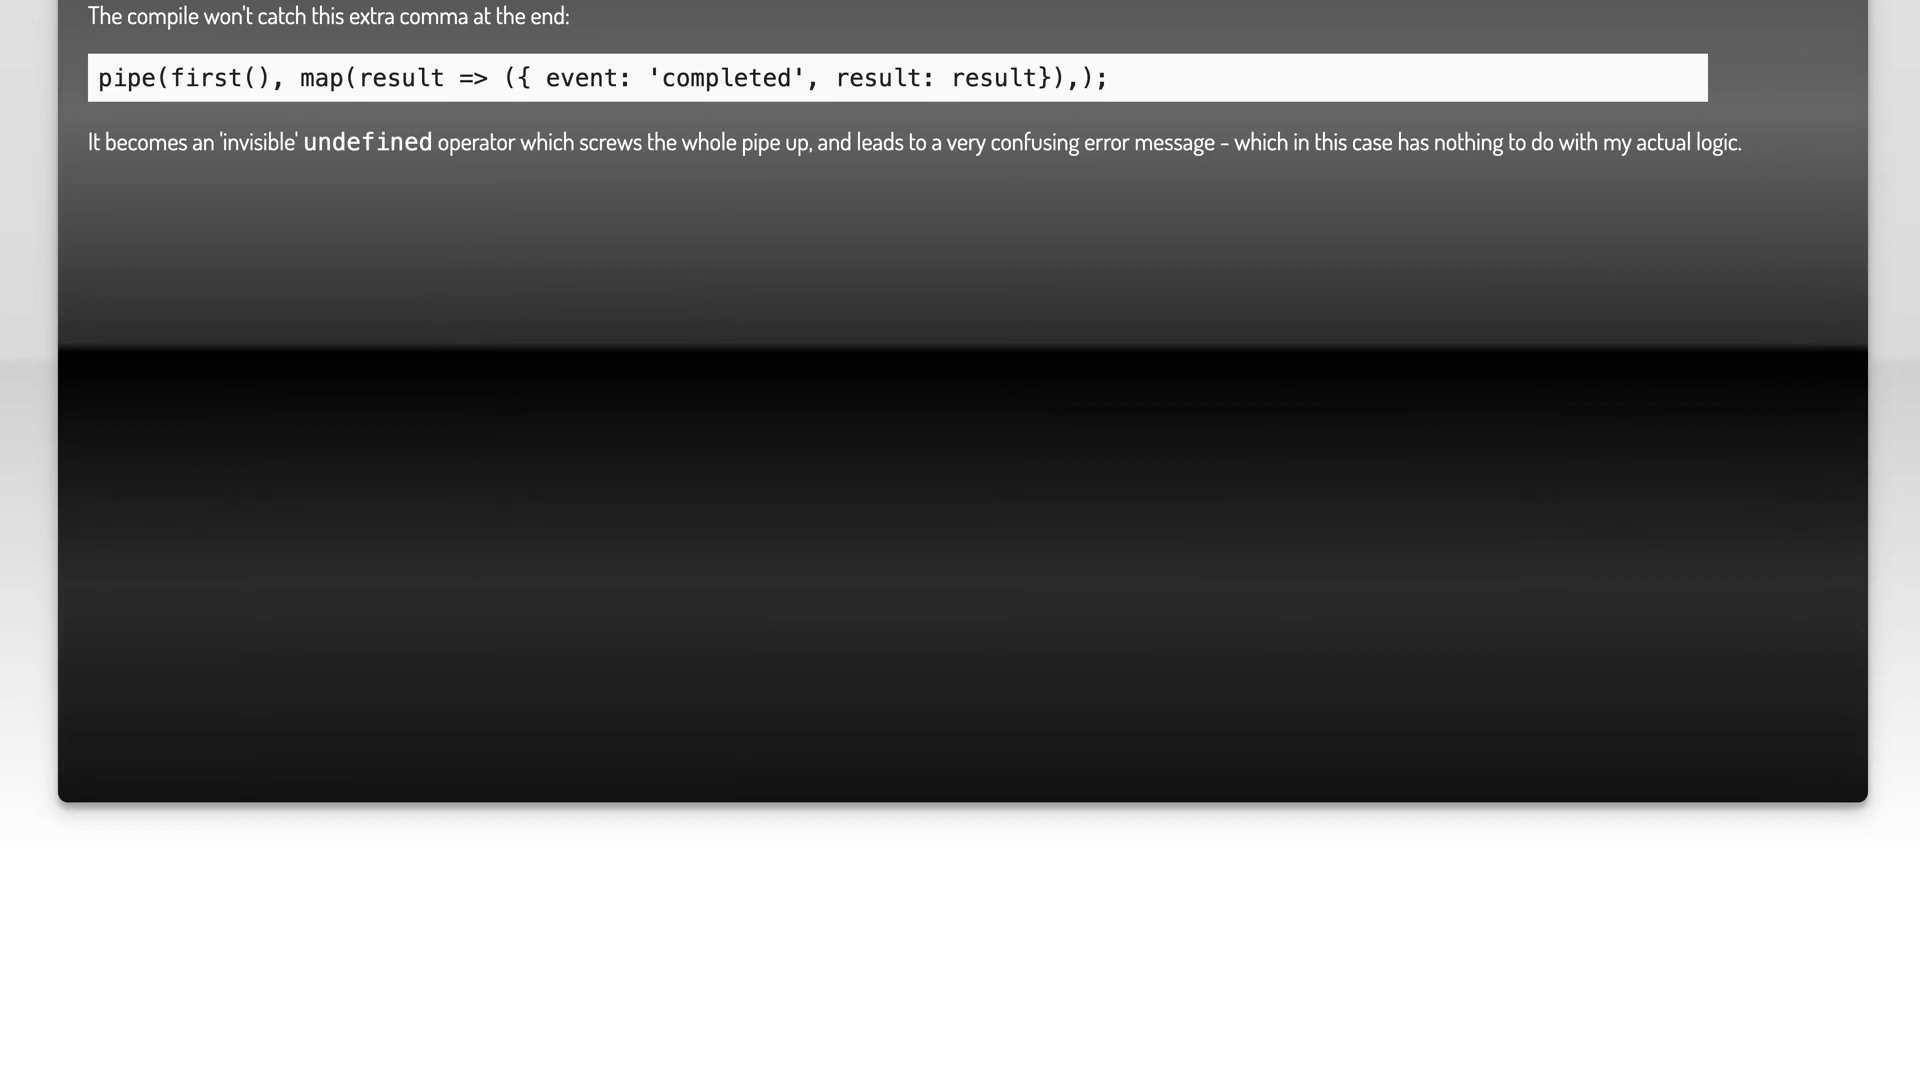 The compile won't catch this extra comma at the end:
pipe(first(), map(result => ({ event: 'completed', result: result}),);
It becomes an 'invisible' undefined operator which screws the whole pipe up, and leads to a very confusing error message - which in this case has nothing to do with my actual logic.